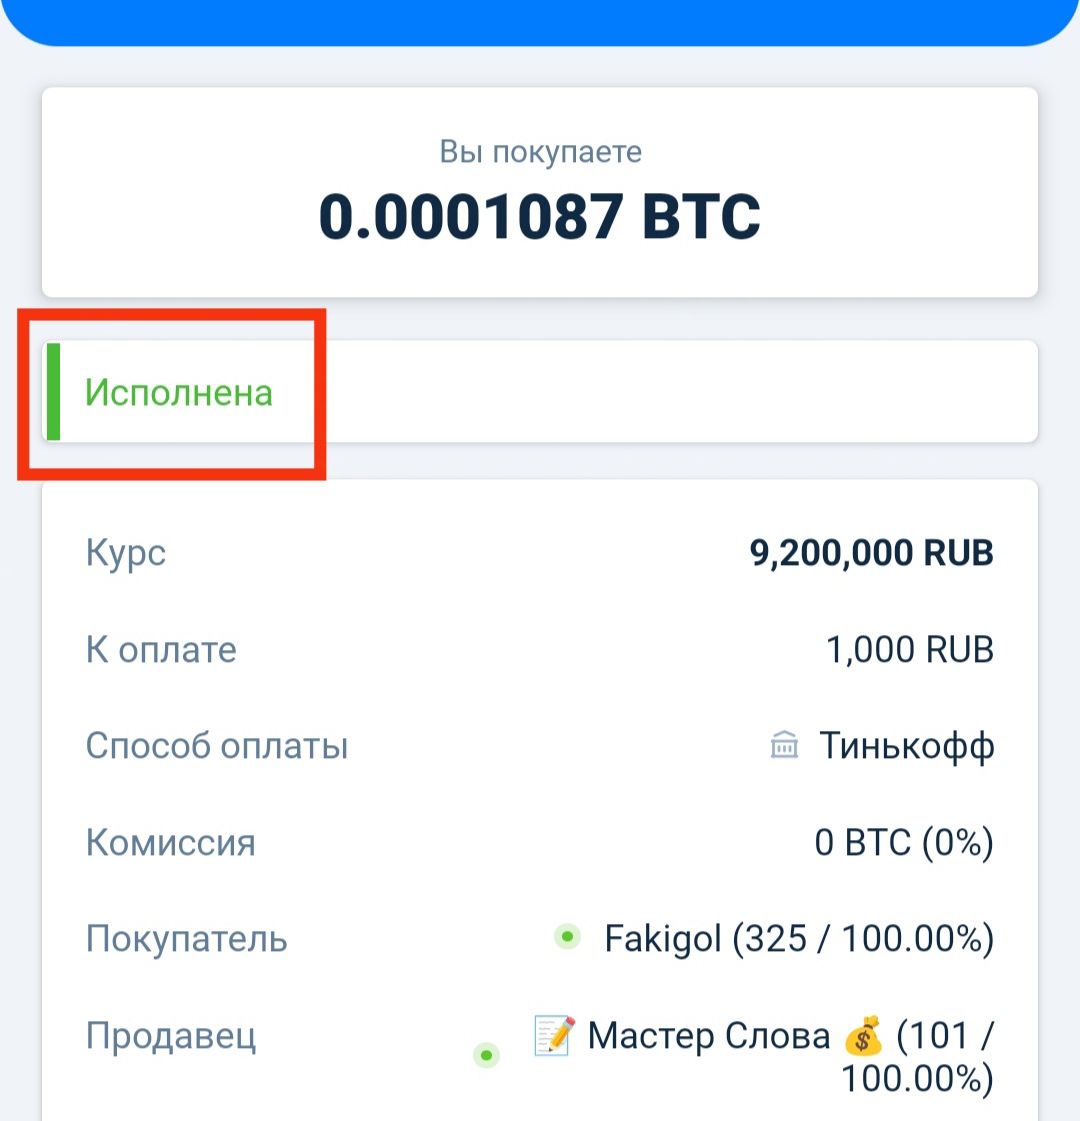 Вы покупаете
0.0001087 BTC
Исполнена
Курс 9,200,000 RUB
К оплате 1,000 RUB
Способ оплаты Тинькофф
Комиссия 0 BTC (0%)
Покупатель Fakigol (325 / 100.00%)
Продавец 📝 Мастер Слова 💰 (101 /
100.00%)